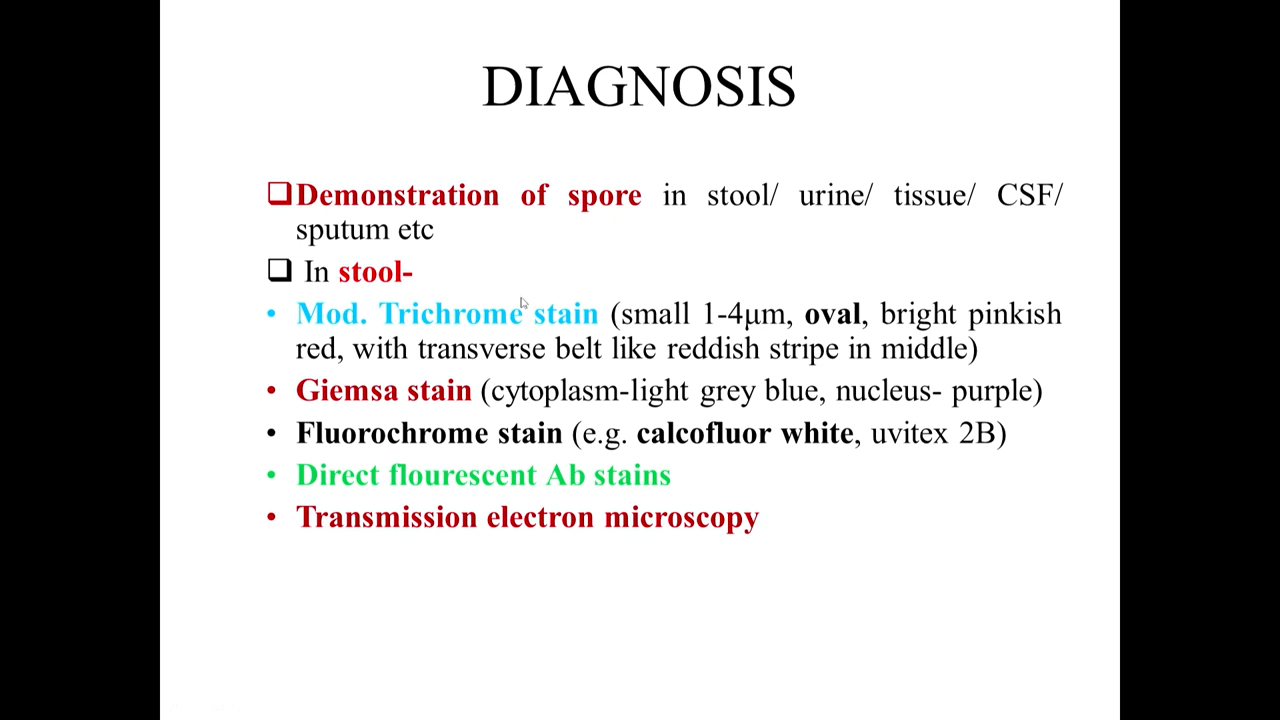 DIAGNOSIS
❑Demonstration of spore in stool/ urine/ tissue/ CSF/
sputum etc
❑ In stool-
• Mod. Trichrome stain (small 1-4μm, oval, bright pinkish
red, with transverse belt like reddish stripe in middle)
• Giemsa stain (cytoplasm-light grey blue, nucleus- purple)
• Fluorochrome stain (e.g. calcofluor white, uvitex 2B)
• Direct flourescent Ab stains
• Transmission electron microscopy